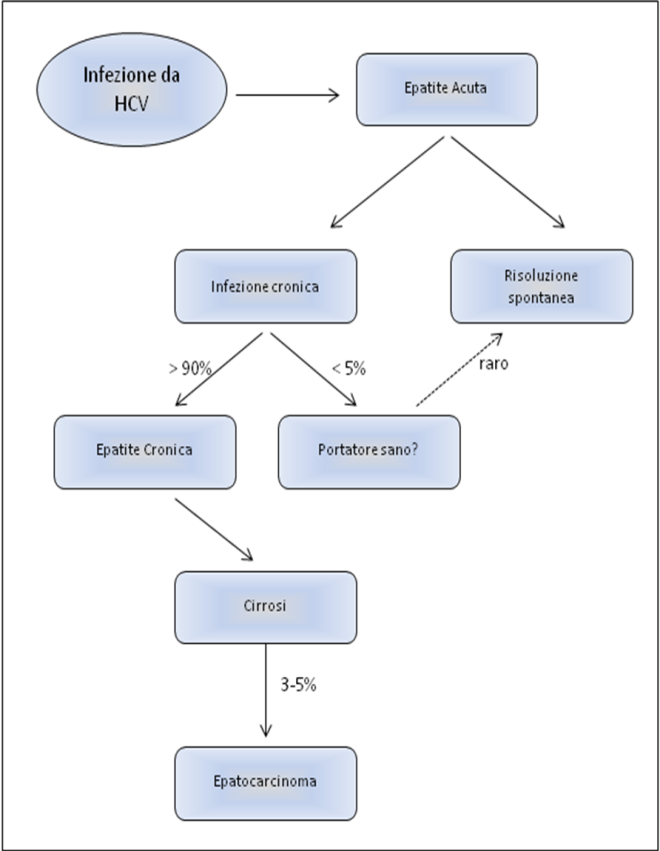 Infezione da
HCV
Epatite Acuta
Infezione cronica
Risoluzione
spontanea
> 90%
< 5%
raro
Epatite Cronica
Portatore sano?
Cirrosi
3-5%
Epatocarcinoma